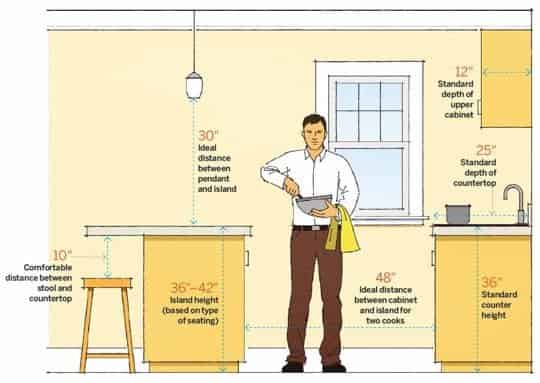 12"
Standard
depth of
upper
cabinet
30"
Ideal
distance
between
pendant
and island
25"
Standard
depth of
countertop
10"
Comfortable
distance between
stool and
countertop
36"–42"
Island height
(based on type
of seating)
48"
Ideal distance
between cabinet
and island for
two cooks
36"
Standard
counter
height